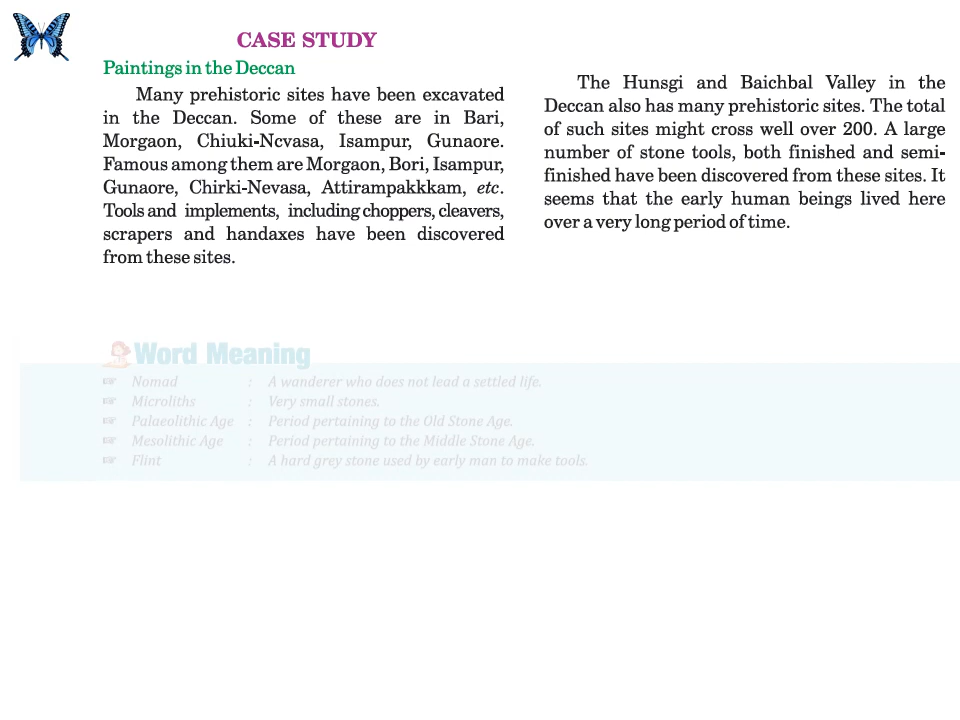 CASE STUDY
Paintings in the Deccan
Many prehistoric sites have been excavated
in the Deccan. Some of these are in Bari,
Morgaon, Chiuki-Ncvasa, Isampur, Gunaore.
Famous among them are Morgaon, Bori, Isampur,
Gunaore, Chirki-Nevasa, Attirampakkkam, etc.
Tools and implements, including choppers, cleavers,
scrapers and handaxes have been discovered
from these sites.
The Hunsgi and Baichbal Valley in the
Deccan also has many prehistoric sites. The total
of such sites might cross well over 200. A large
number of stone tools, both finished and semi-
finished have been discovered from these sites. It
seems that the early human beings lived here
over a very long period of time.
Word Meaning
Nomad : A wanderer who does not lead a settled life.
Microliths : Very small stones.
Palaeolithic Age : Period pertaining to the Old Stone Age.
Mesolithic Age : Period pertaining to the Middle Stone Age.
Flint : A hard grey stone used by early man to make tools.